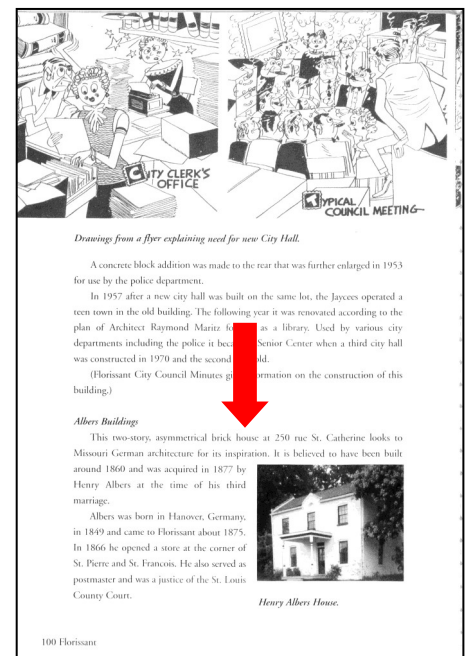 CITY CLERK'S
OFFICE
TYPICAL
COUNCIL MEETING
Drawings from a flyer explaining need for new City Hall.
A concrete block addition was made to the rear that was further enlarged in 1953
for use by the police department.
In 1957 after a new city hall was built on the same lot, the Jaycees operated a
teen town in the old building. The following year it was renovated according to the
plan of Architect Raymond Maritz as a library. Used by various city
departments including the police it Senior Center when a third city hall
was constructed in 1970 and the second
(Florissant City Council Minutes on the construction of this
building.)
Albers Buildings
This two-story, asymmetrical brick house at 250 rue St. Catherine looks to
Missouri German architecture for its inspiration. It is believed to have been built
around 1860 and was acquired in 1877 by
Henry Albers at the time of his third
marriage.
Albers was born in Hanover, Germany,
in 1849 and came to Florissant about 1875.
In 1866 he opened a store at the corner of
St. Pierre and St. Francois. He also served as
postmaster and was a justice of the St. Louis
County Court.
Henry Albers House.
100 Florissant